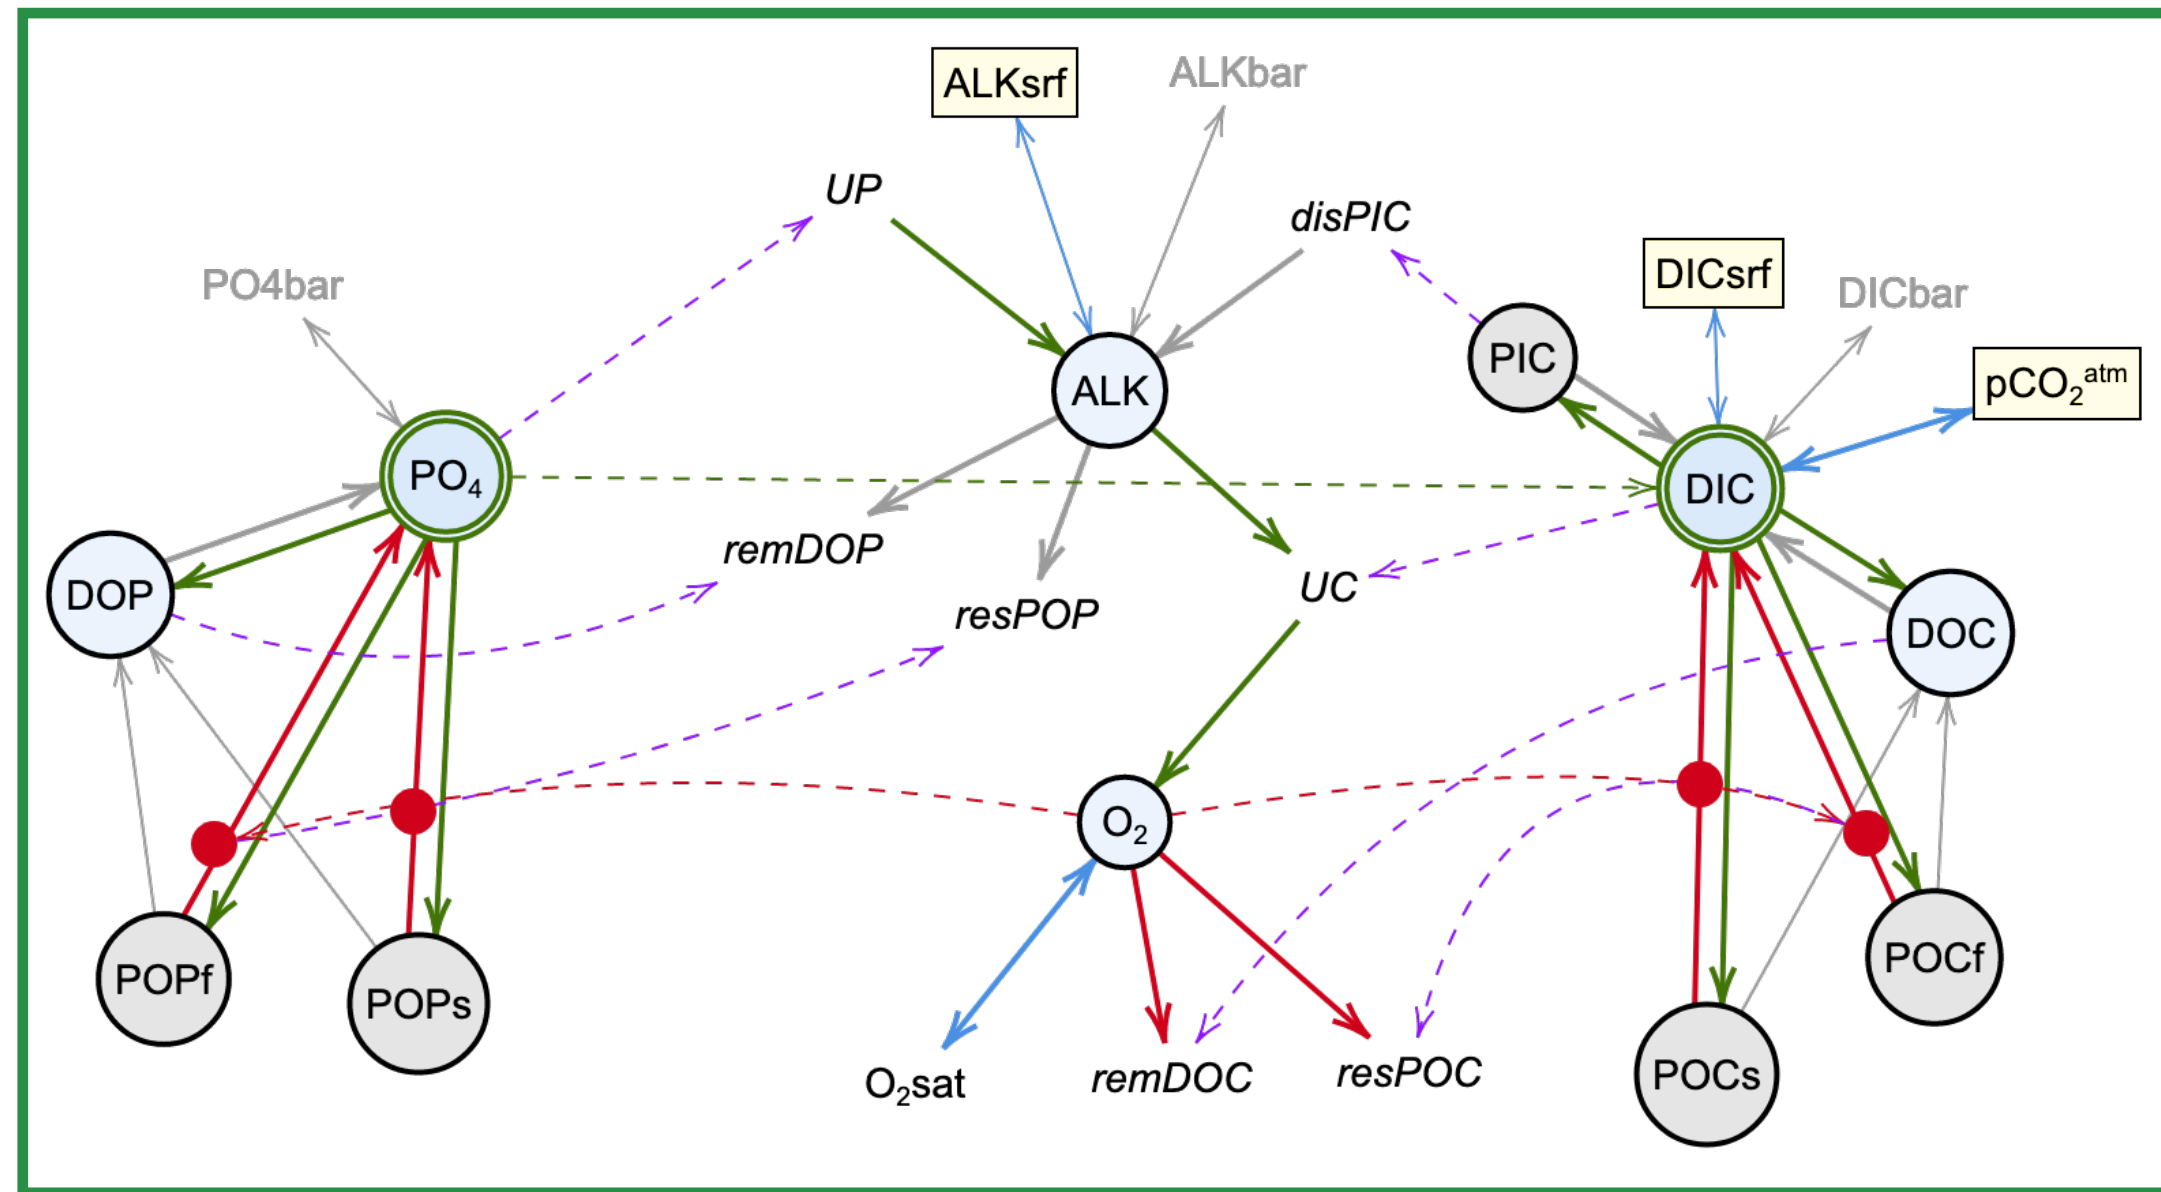 ALKsrf
ALKbar
UP
disPIC
DICsrf
PO4bar
DICbar
PIC
pCO₂ᵃᵗᵐ
ALK
PO₄
DIC
remDOP
UC
DOP
resPOP
DOC
O₂
POPf
POPs
POCf
O₂sat
remDOC
resPOC
POCs